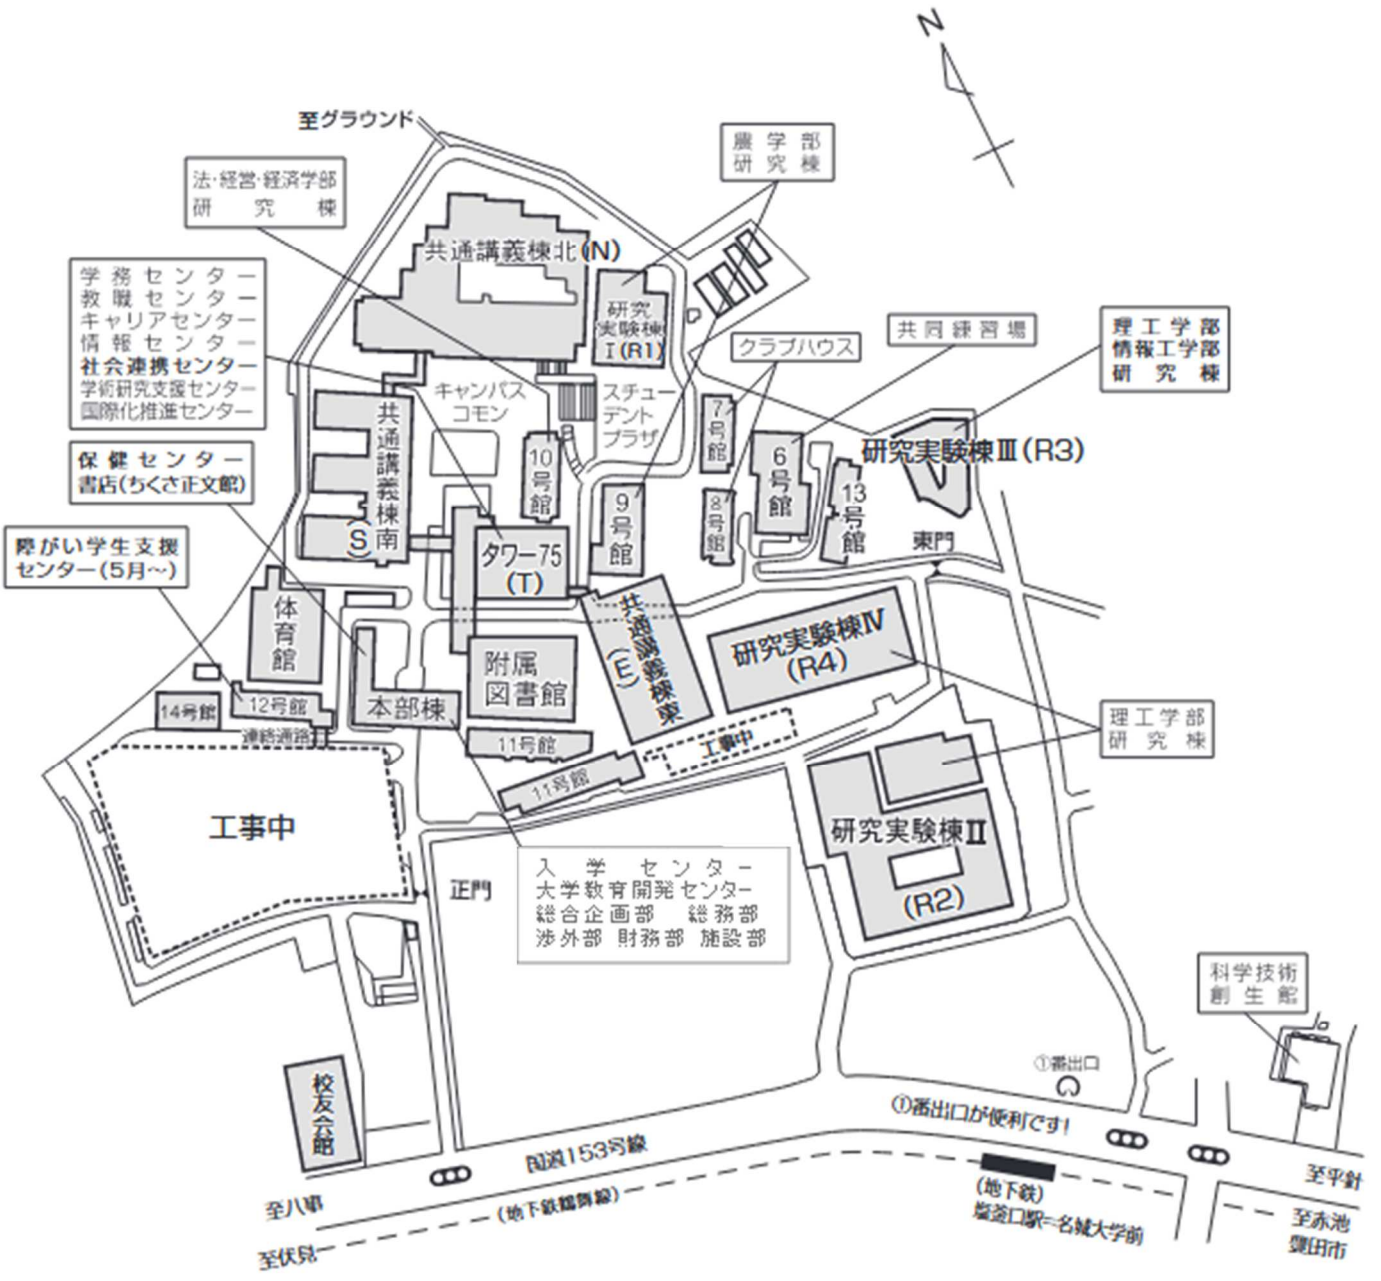 N
至グラウンド
農学部
研究棟
法・経営・経済学部
研究棟
共通講義棟北(N)
学務センター
教職センター
キャリアセンター
情報センター
社会連携センター
学術研究支援センター
国際化推進センター
研究
実験棟
I(R1)
クラブハウス
共同練習場
理工学部
情報工学部
研究棟
キャンパス
コモン
スチュー
デント
プラザ
共通講義棟南
(S)
7号館
6号館
研究実験棟Ⅲ(R3)
保健センター
書店(ちくさ正文館)
10号館
9号館
8号館
13号館
東門
障がい学生支援
センター(5月〜)
タワー75
(T)
体育館
共通講義棟東
(E)
研究実験棟Ⅳ
(R4)
附属
図書館
14号館
12号館
本部棟
連絡通路
11号館
工事中
理工学部
研究棟
11号館
工事中
研究実験棟Ⅱ
(R2)
正門
入学センター
大学教育開発センター
総合企画部 総務部
渉外部 財務部 施設部
科学技術
創生館
①番出口
校友会館
①番出口が便利です!
国道153号線
至八事
(地下鉄鶴舞線)
至伏見
(地下鉄)
塩釜口駅=名城大学前
至平針
至赤池
豊田市